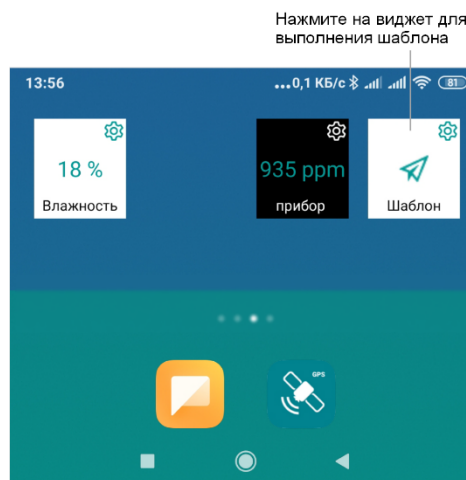 Нажмите на виджет для
выполнения шаблона
13:56
...0,1 КБ/с
81
18 %
935 ppm
Влажность
прибор
Шаблон
GPS